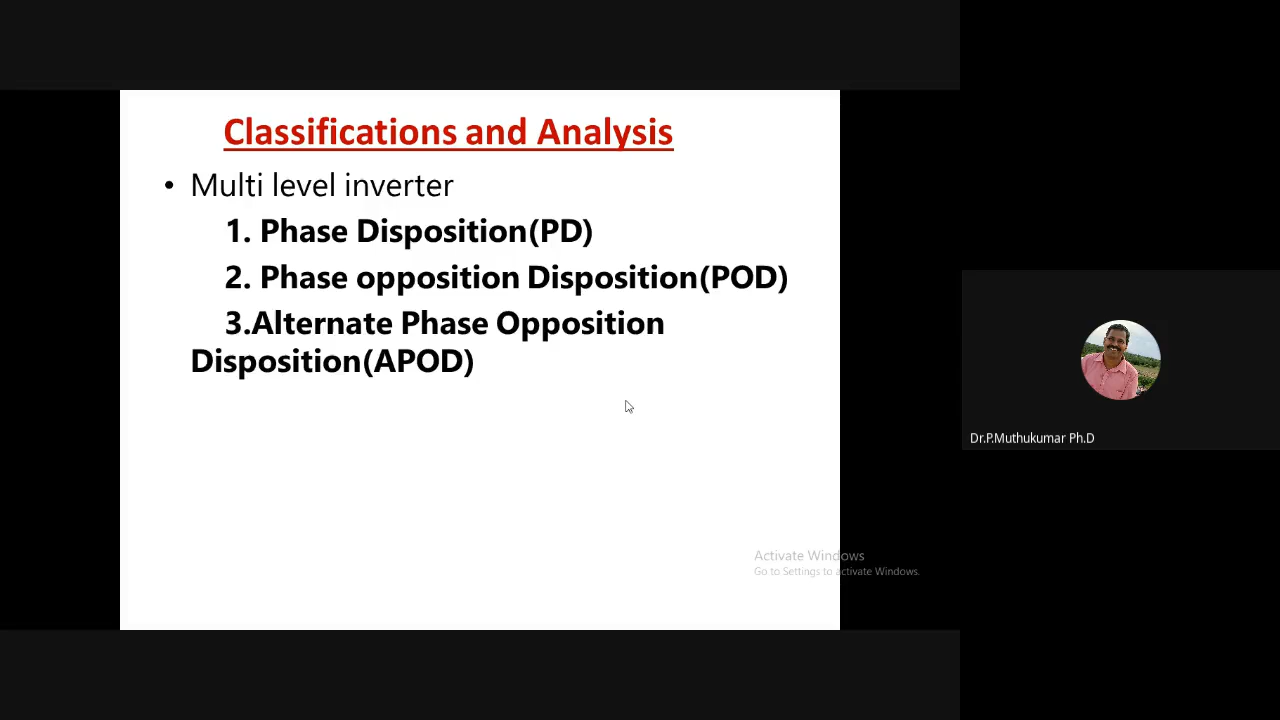 Classifications and Analysis
• Multi level inverter
1. Phase Disposition(PD)
2. Phase opposition Disposition(POD)
3.Alternate Phase Opposition
Disposition(APOD)
Dr.P.Muthukumar Ph.D
Activate Windows
Go to Settings to activate Windows.